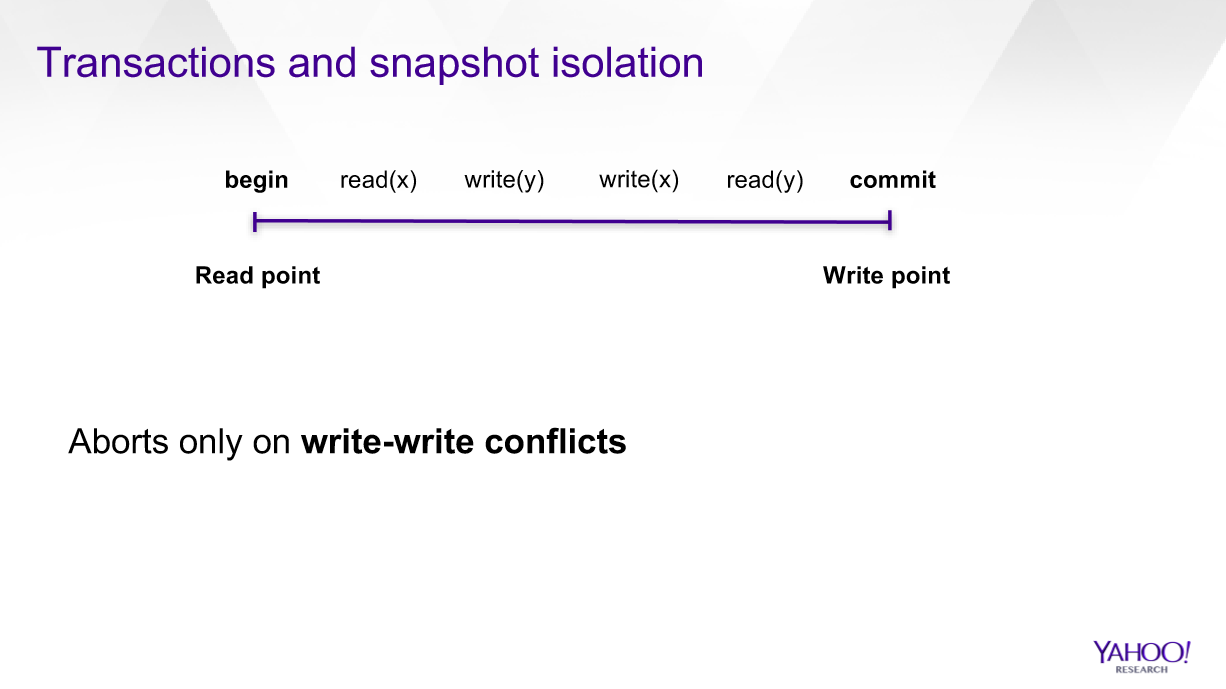 Transactions and snapshot isolation
begin read(x) write(y) write(x) read(y) commit
Read point Write point
Aborts only on write-write conflicts
YAHOO!
RESEARCH